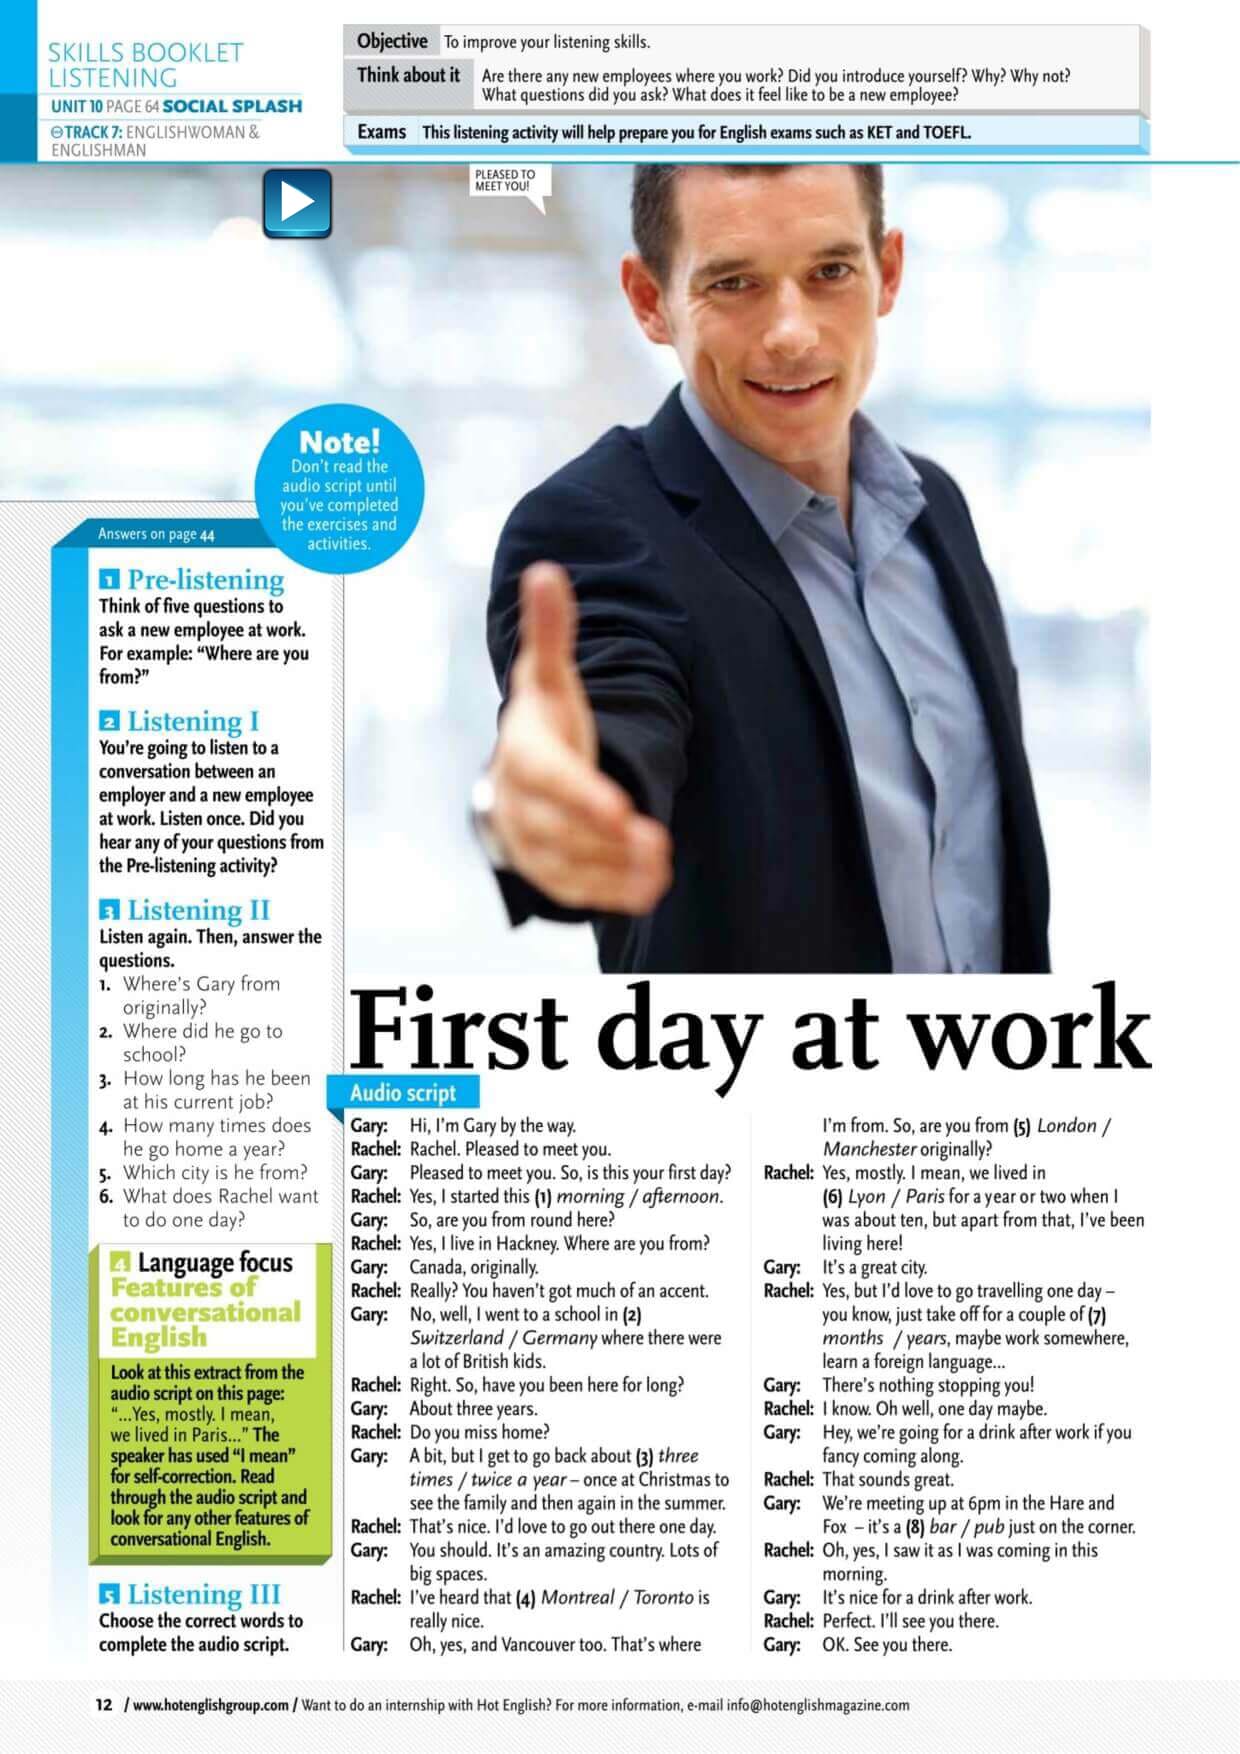 SKILLS BOOKLET
LISTENING
UNIT 10 PAGE 64 SOCIAL SPLASH
TRACK 7: ENGLISHWOMAN &
ENGLISHMAN
Objective To improve your listening skills.
Think about it Are there any new employees where you work? Did you introduce yourself? Why? Why not?
What questions did you ask? What does it feel like to be a new employee?
Exams This listening activity will help prepare you for English exams such as KET and TOEFL.
PLEASED TO
MEET YOU!
Note!
Don't read the
audio script until
you've completed
the exercises and
activities.
Answers on page 44
1 Pre-listening
Think of five questions to
ask a new employee at work.
For example: “Where are you
from?”
2 Listening I
You're going to listen to a
conversation between an
employer and a new employee
at work. Listen once. Did you
hear any of your questions from
the Pre-listening activity?
3 Listening II
Listen again. Then, answer the
questions.
1. Where's Gary from
originally?
2. Where did he go to
school?
3. How long has he been
at his current job?
4. How many times does
he go home a year?
5. Which city is he from?
6. What does Rachel want
to do one day?
4 Language focus
Features of
conversational
English
Look at this extract from the
audio script on this page:
“...Yes, mostly. I mean,
we lived in Paris...” The
speaker has used “I mean”
for self-correction. Read
through the audio script and
look for any other features of
conversational English.
5 Listening III
Choose the correct words to
complete the audio script.
First day at work
Audio script
Gary: Hi, I'm Gary by the way.
Rachel: Rachel. Pleased to meet you.
Gary: Pleased to meet you. So, is this your first day?
Rachel: Yes, I started this (1) morning / afternoon.
Gary: So, are you from round here?
Rachel: Yes, I live in Hackney. Where are you from?
Gary: Canada, originally.
Rachel: Really? You haven't got much of an accent.
Gary: No, well, I went to a school in (2)
Switzerland / Germany where there were
a lot of British kids.
Rachel: Right. So, have you been here for long?
Gary: About three years.
Rachel: Do you miss home?
Gary: A bit, but I get to go back about (3) three
times / twice a year – once at Christmas to
see the family and then again in the summer.
Rachel: That's nice. I'd love to go out there one day.
Gary: You should. It's an amazing country. Lots of
big spaces.
Rachel: I've heard that (4) Montreal / Toronto is
really nice.
Gary: Oh, yes, and Vancouver too. That's where
I'm from. So, are you from (5) London /
Manchester originally?
Rachel: Yes, mostly. I mean, we lived in
(6) Lyon / Paris for a year or two when I
was about ten, but apart from that, I've been
living here!
Gary: It's a great city.
Rachel: Yes, but I'd love to go travelling one day –
you know, just take off for a couple of (7)
months / years, maybe work somewhere,
learn a foreign language...
Gary: There's nothing stopping you!
Rachel: I know. Oh well, one day maybe.
Gary: Hey, we're going for a drink after work if you
fancy coming along.
Rachel: That sounds great.
Gary: We're meeting up at 6pm in the Hare and
Fox – it's a (8) bar / pub just on the corner.
Rachel: Oh, yes, I saw it as I was coming in this
morning.
Gary: It's nice for a drink after work.
Rachel: Perfect. I'll see you there.
Gary: OK. See you there.
12 / www.hotenglishgroup.com / Want to do an internship with Hot English? For more information, e-mail info@hotenglishmagazine.com